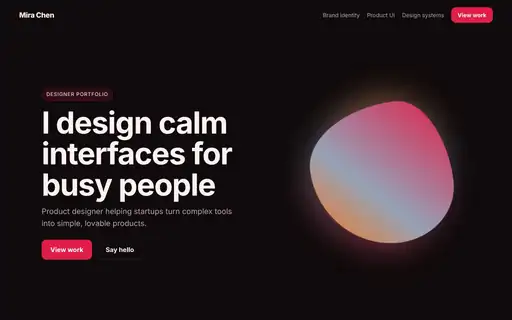 Mira Chen
Brand identity Product UI Design systems View work
DESIGNER PORTFOLIO
I design calm
interfaces for
busy people
Product designer helping startups turn complex tools
into simple, lovable products.
View work Say hello